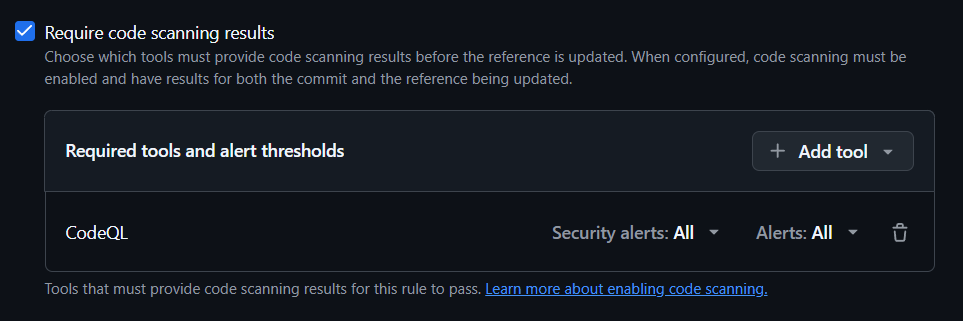 Require code scanning results
Choose which tools must provide code scanning results before the reference is updated. When configured, code scanning must be
enabled and have results for both the commit and the reference being updated.
Required tools and alert thresholds
Add tool
CodeQL
Security alerts: All
Alerts: All
Tools that must provide code scanning results for this rule to pass. Learn more about enabling code scanning.